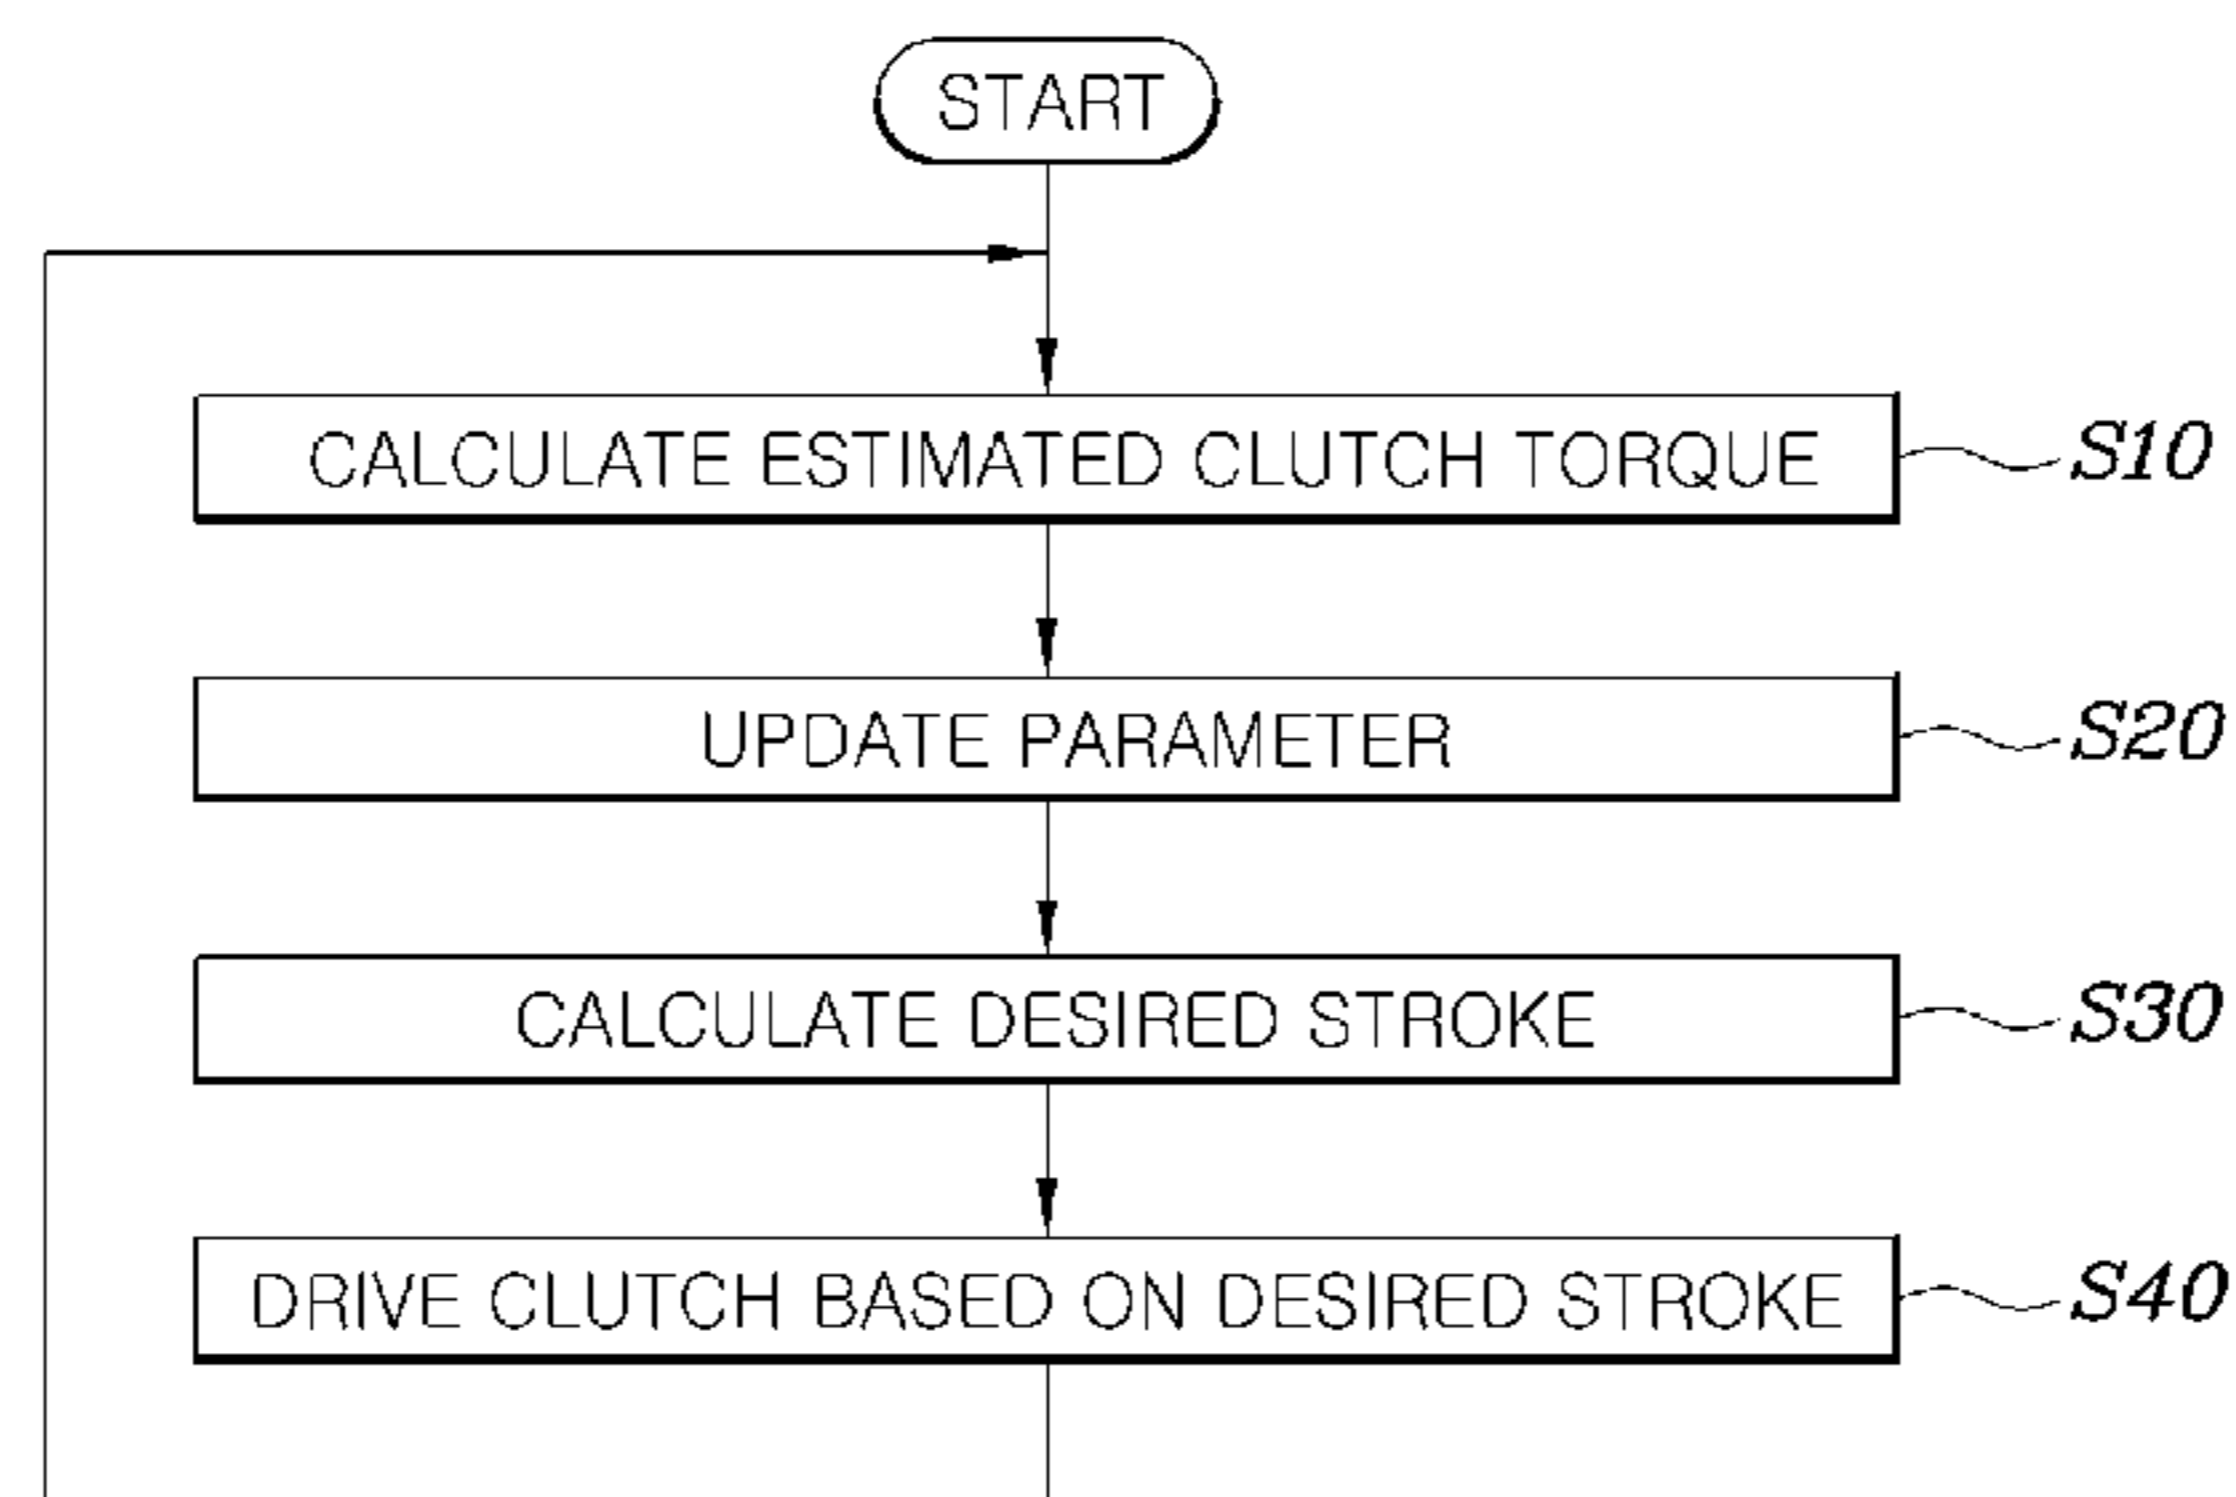 START
CALCULATE ESTIMATED CLUTCH TORQUE S10
UPDATE PARAMETER S20
CALCULATE DESIRED STROKE S30
DRIVE CLUTCH BASED ON DESIRED STROKE S40